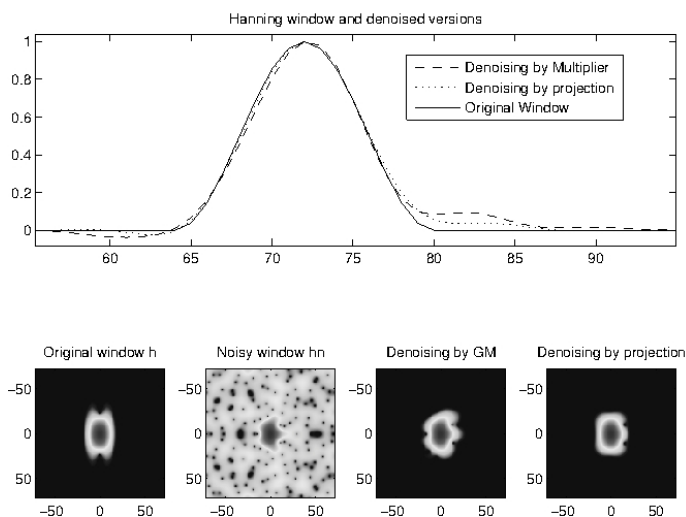 Hanning window and denoised versions
1
0.8
0.6
0.4
0.2
0
Denoising by Multiplier
Denoising by projection
Original Window
60 65 70 75 80 85 90
Original window h
Noisy window hn
Denoising by GM
Denoising by projection
−50 −50 −50 −50
0 0 0 0
50 50 50 50
−50 0 50 −50 0 50 −50 0 50 −50 0 50